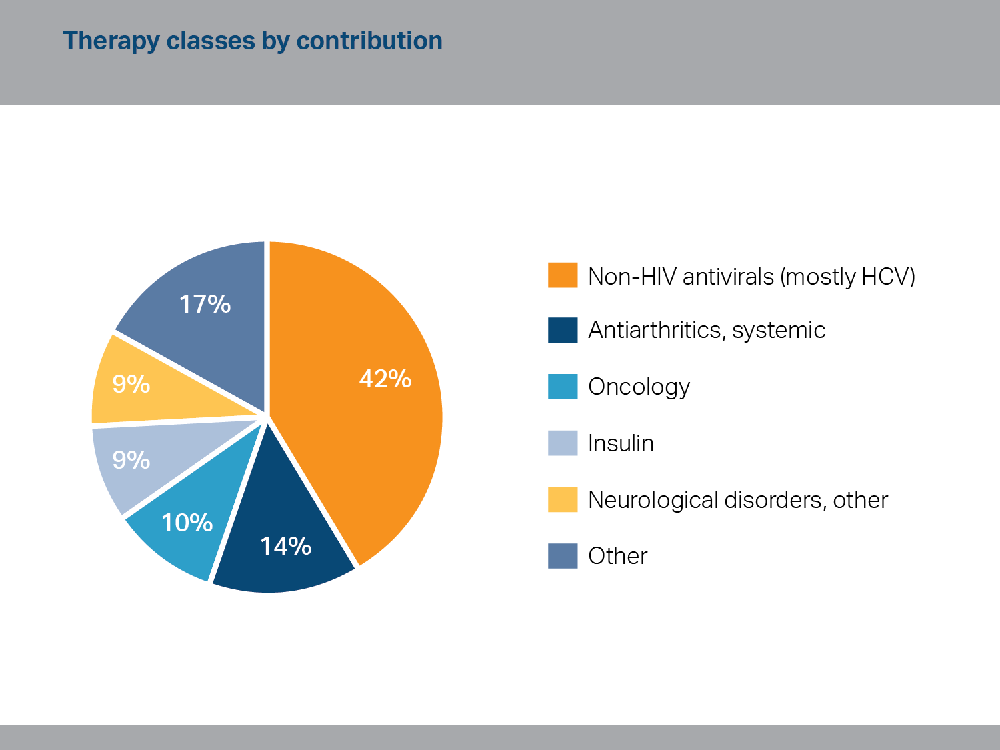 Therapy classes by contribution
17%
42%
9%
9%
10%
14%
Non-HIV antivirals (mostly HCV)
Antiarthritics, systemic
Oncology
Insulin
Neurological disorders, other
Other